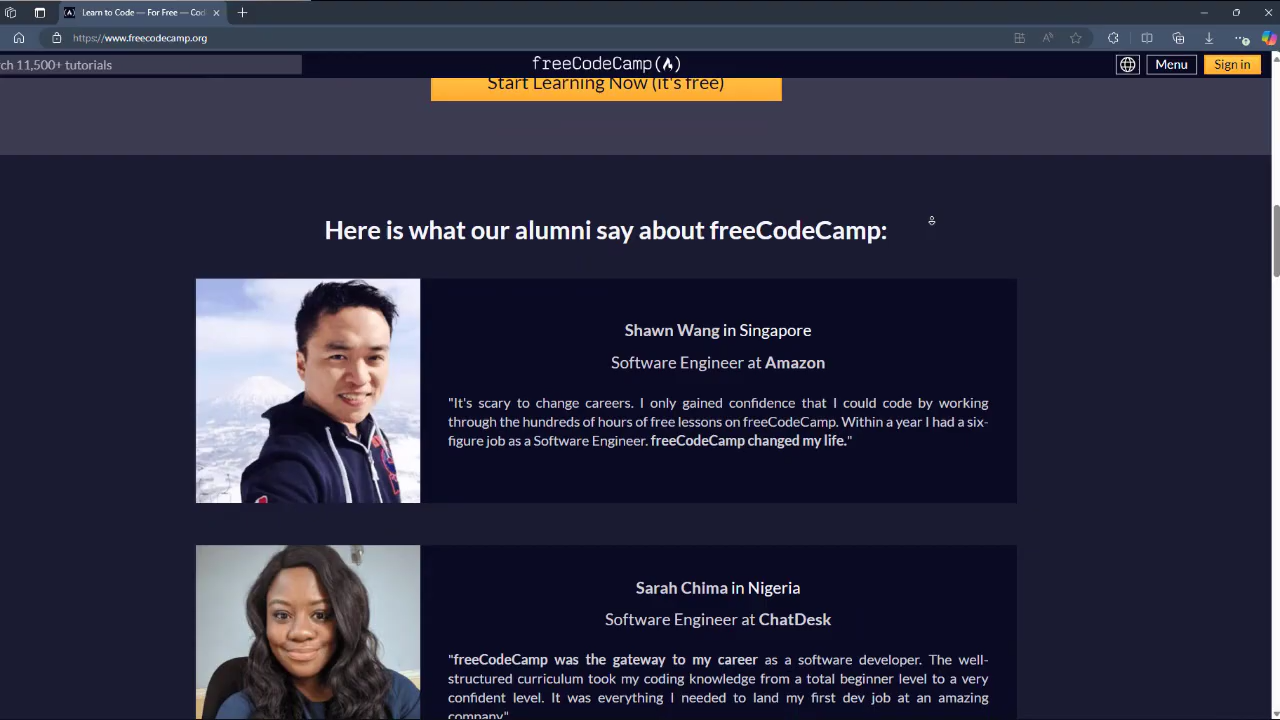 Learn to Code — For Free — Cod
https://www.freecodecamp.org
rch 11,500+ tutorials
freeCodeCamp
Menu
Sign in
Start Learning Now (it's free)
Here is what our alumni say about freeCodeCamp:
Shawn Wang in Singapore
Software Engineer at Amazon
"It's scary to change careers. I only gained confidence that I could code by working
through the hundreds of hours of free lessons on freeCodeCamp. Within a year I had a six-
figure job as a Software Engineer. freeCodeCamp changed my life."
Sarah Chima in Nigeria
Software Engineer at ChatDesk
"freeCodeCamp was the gateway to my career as a software developer. The well-
structured curriculum took my coding knowledge from a total beginner level to a very
confident level. It was everything I needed to land my first dev job at an amazing
company"